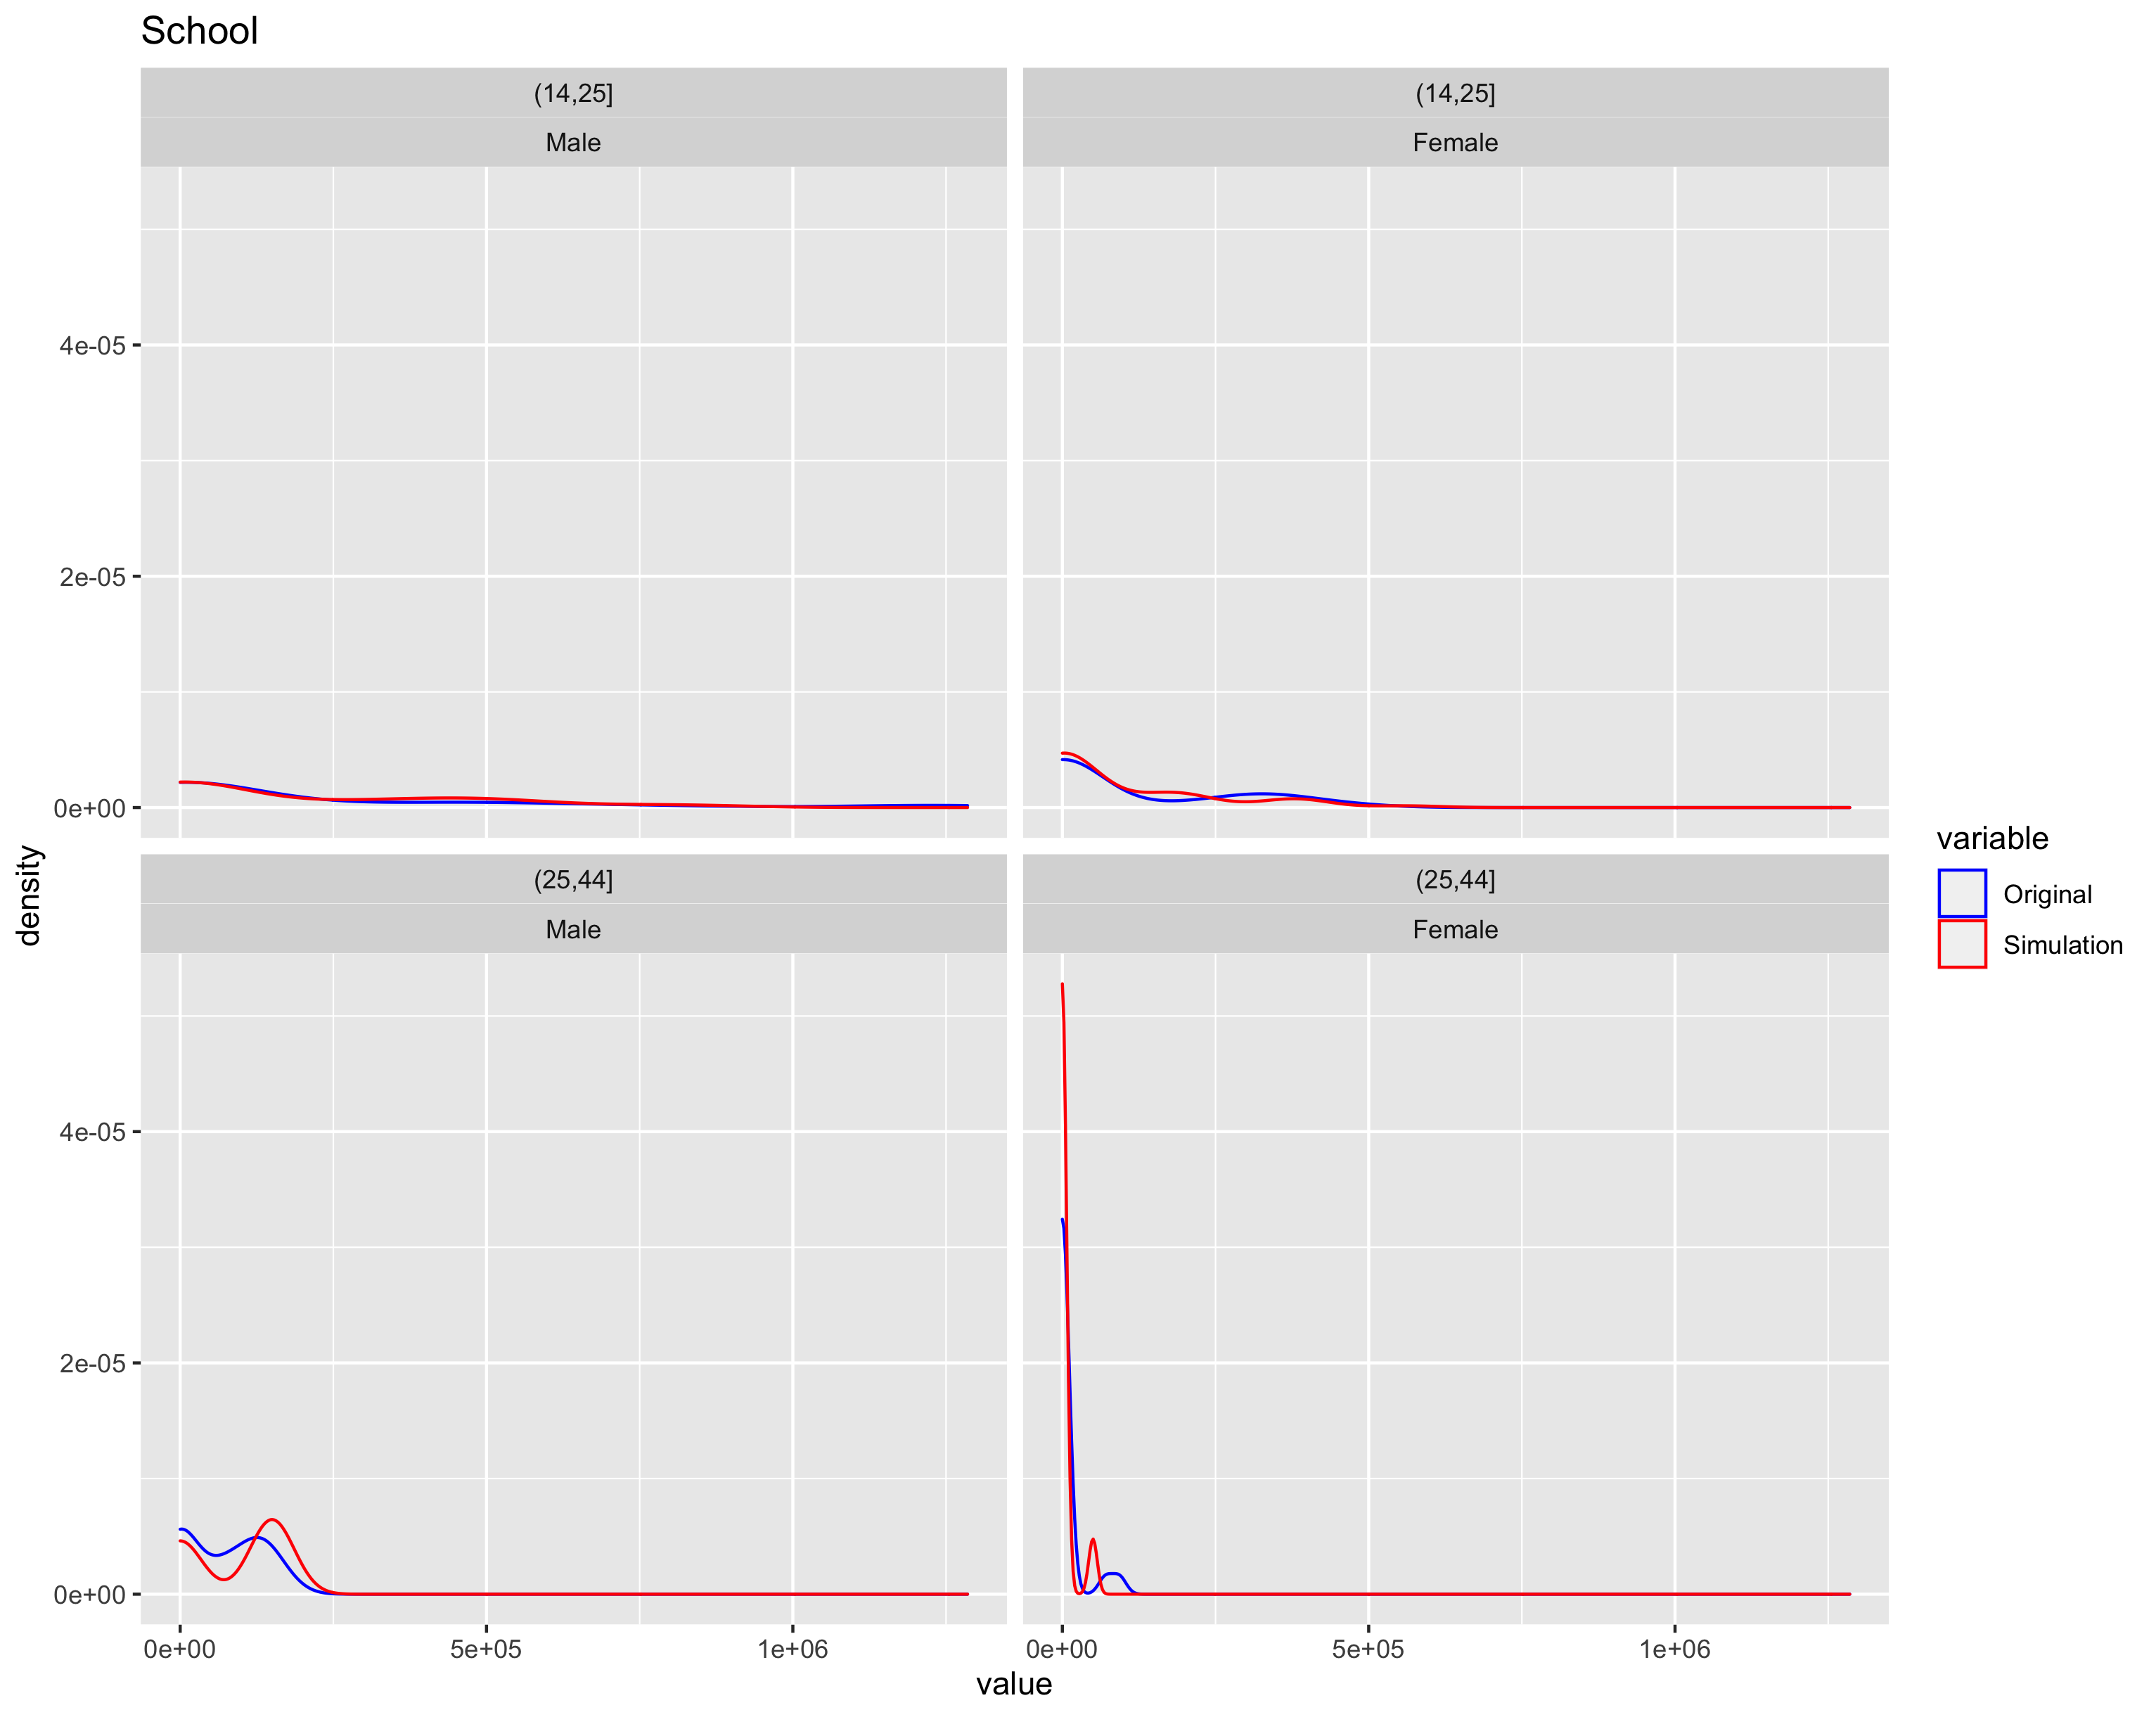 School
(14,25]
Male
(14,25]
Female
4e-05
2e-05
0e+00
(25,44]
Male
(25,44]
Female
4e-05
2e-05
0e+00
0e+00 5e+05 1e+06
0e+00 5e+05 1e+06
value
density
variable
Original
Simulation